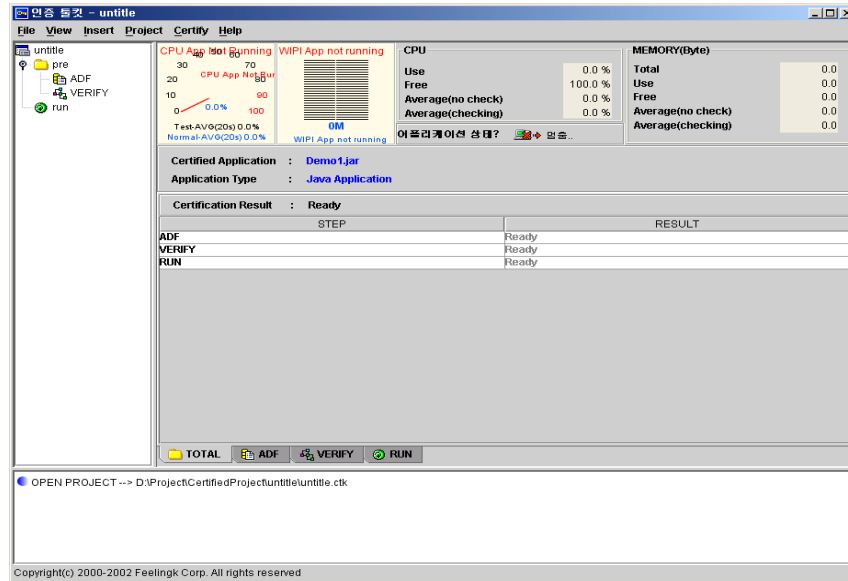 인증 툴킷 - untitle
File View Insert Project Certify Help
untitle
pre
ADF
VERIFY
run
CPU App Not Running
30 40 50 60 70
20 80
CPU App Not Run
10 90
0 0.0% 100
Test-AVG(20s) 0.0%
Normal-AVG(20s) 0.0%
WIPI App not running
0M
WIPI App not running
CPU
Use 0.0 %
Free 100.0 %
Average(no check) 0.0 %
Average(checking) 0.0 %
이플리케이션 상태? 멈춤..
MEMORY(Byte)
Total 0.0
Use 0.0
Free 0.0
Average(no check) 0.0
Average(checking) 0.0
Certified Application : Demo1.jar
Application Type : Java Application
Certification Result : Ready
STEP RESULT
ADF Ready
VERIFY Ready
RUN Ready
TOTAL ADF VERIFY RUN
OPEN PROJECT --> D:\Project\CertifiedProject\untitle\untitle.ctk
Copyright(c) 2000-2002 Feelingk Corp. All rights reserved